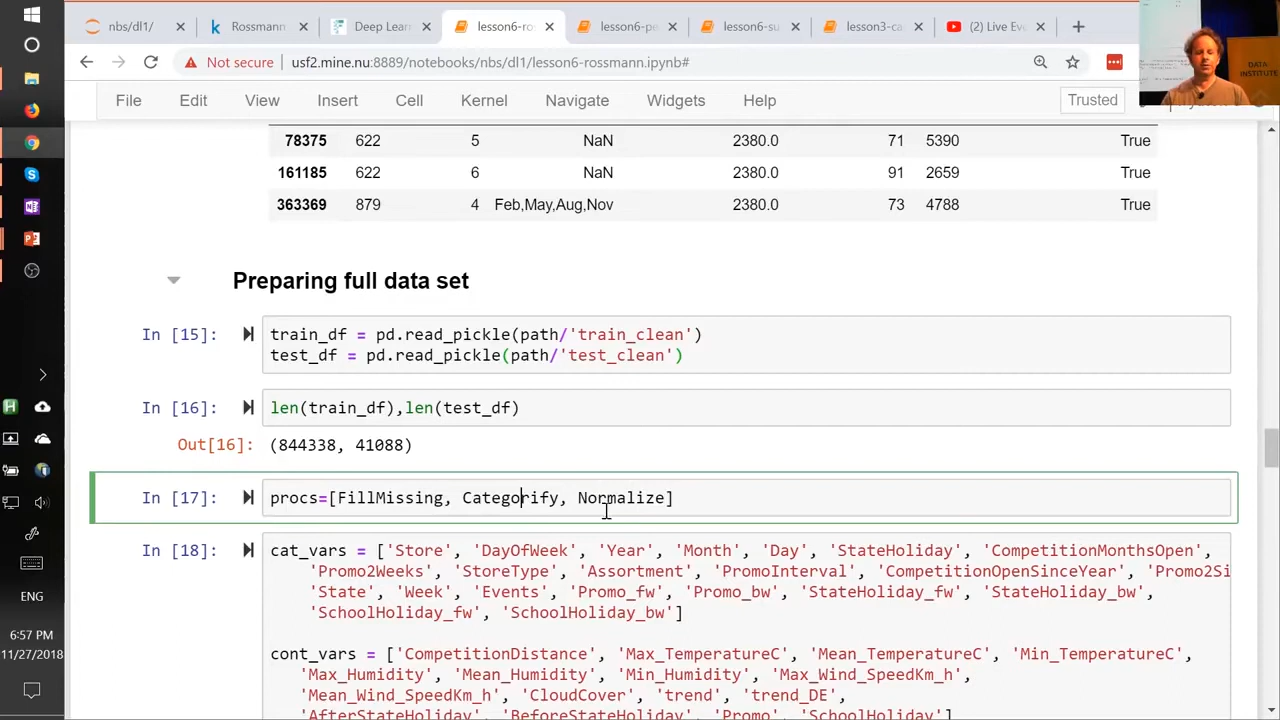 nbs/dl1/
Rossmann
Deep Learn
lesson6-ro
lesson6-pe
lesson6-su
lesson3-ca
(2) Live Eve
Not secure
usf2.mine.nu:8889/notebooks/nbs/dl1/lesson6-rossmann.ipynb#
DATA
INSTITUTE
File Edit View Insert Cell Kernel Navigate Widgets Help
Trusted
78375 622 5 NaN 2380.0 71 5390 True
161185 622 6 NaN 2380.0 91 2659 True
363369 879 4 Feb,May,Aug,Nov 2380.0 73 4788 True
Preparing full data set
In [15]: train_df = pd.read_pickle(path/'train_clean')
test_df = pd.read_pickle(path/'test_clean')
In [16]: len(train_df),len(test_df)
Out[16]: (844338, 41088)
In [17]: procs=[FillMissing, Categorify, Normalize]
In [18]: cat_vars = ['Store', 'DayOfWeek', 'Year', 'Month', 'Day', 'StateHoliday', 'CompetitionMonthsOpen',
'Promo2Weeks', 'StoreType', 'Assortment', 'PromoInterval', 'CompetitionOpenSinceYear', 'Promo2Si
'State', 'Week', 'Events', 'Promo_fw', 'Promo_bw', 'StateHoliday_fw', 'StateHoliday_bw',
'SchoolHoliday_fw', 'SchoolHoliday_bw']
cont_vars = ['CompetitionDistance', 'Max_TemperatureC', 'Mean_TemperatureC', 'Min_TemperatureC',
'Max_Humidity', 'Mean_Humidity', 'Min_Humidity', 'Max_Wind_SpeedKm_h',
'Mean_Wind_SpeedKm_h', 'CloudCover', 'trend', 'trend_DE',
'AfterStateHoliday', 'BeforeStateHoliday', 'Promo', 'SchoolHoliday']
ENG
6:57 PM
11/27/2018